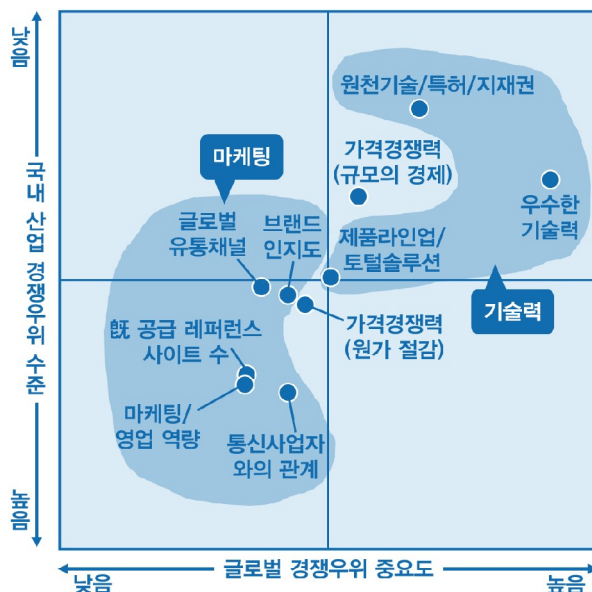 낮음
국내 산업 경쟁우위 수준
높음
원천기술/특허/지재권
마케팅
가격경쟁력
(규모의 경제)
우수한
기술력
글로벌
유통채널
브랜드
인지도
제품라인업/
토털솔루션
기술력
가격경쟁력
(원가 절감)
旣 공급 레퍼런스
사이트 수
마케팅/
영업 역량
통신사업자
와의 관계
낮음
글로벌 경쟁우위 중요도
높음